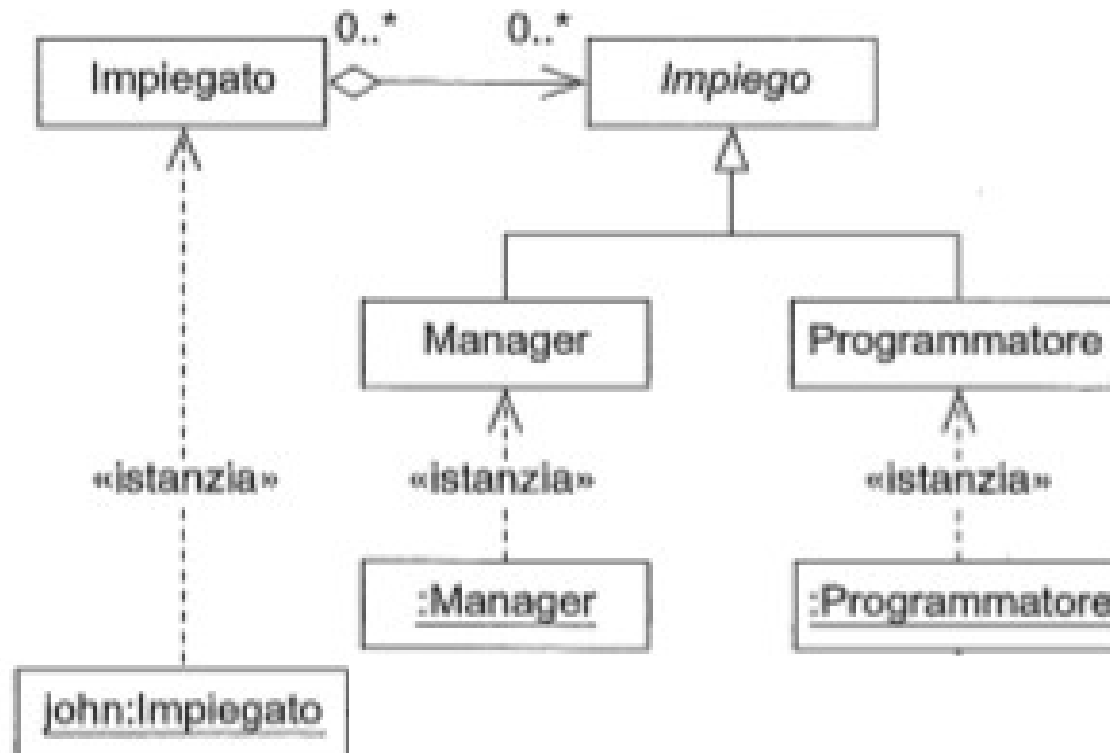 0..* 0..*
Impiegato
Impiego
Manager
Programmatore
«istanzia»
«istanzia»
«istanzia»
:Manager
:Programmatore
john:Impiegato